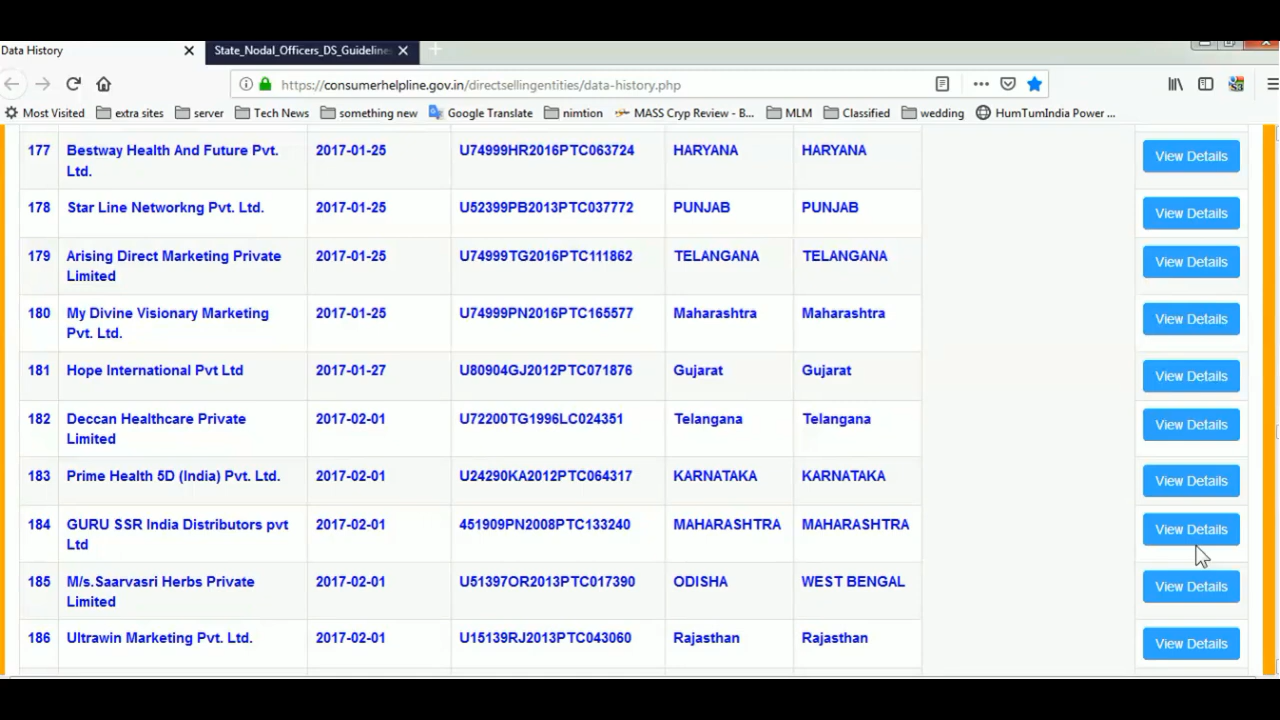 Data History
State_Nodal_Officers_DS_Guideline
https://consumerhelpline.gov.in/directsellingentities/data-history.php
Most Visited extra sites server Tech News something new Google Translate nimtion MASS Cryp Review - B... MLM Classified wedding HumTumIndia Power ...
177 Bestway Health And Future Pvt. 2017-01-25 U74999HR2016PTC063724 HARYANA HARYANA View Details
Ltd.
178 Star Line Networkng Pvt. Ltd. 2017-01-25 U52399PB2013PTC037772 PUNJAB PUNJAB View Details
179 Arising Direct Marketing Private 2017-01-25 U74999TG2016PTC111862 TELANGANA TELANGANA View Details
Limited
180 My Divine Visionary Marketing 2017-01-25 U74999PN2016PTC165577 Maharashtra Maharashtra View Details
Pvt. Ltd.
181 Hope International Pvt Ltd 2017-01-27 U80904GJ2012PTC071876 Gujarat Gujarat View Details
182 Deccan Healthcare Private 2017-02-01 U72200TG1996LC024351 Telangana Telangana View Details
Limited
183 Prime Health 5D (India) Pvt. Ltd. 2017-02-01 U24290KA2012PTC064317 KARNATAKA KARNATAKA View Details
184 GURU SSR India Distributors pvt 2017-02-01 451909PN2008PTC133240 MAHARASHTRA MAHARASHTRA View Details
Ltd
185 M/s.Saarvasri Herbs Private 2017-02-01 U51397OR2013PTC017390 ODISHA WEST BENGAL View Details
Limited
186 Ultrawin Marketing Pvt. Ltd. 2017-02-01 U15139RJ2013PTC043060 Rajasthan Rajasthan View Details